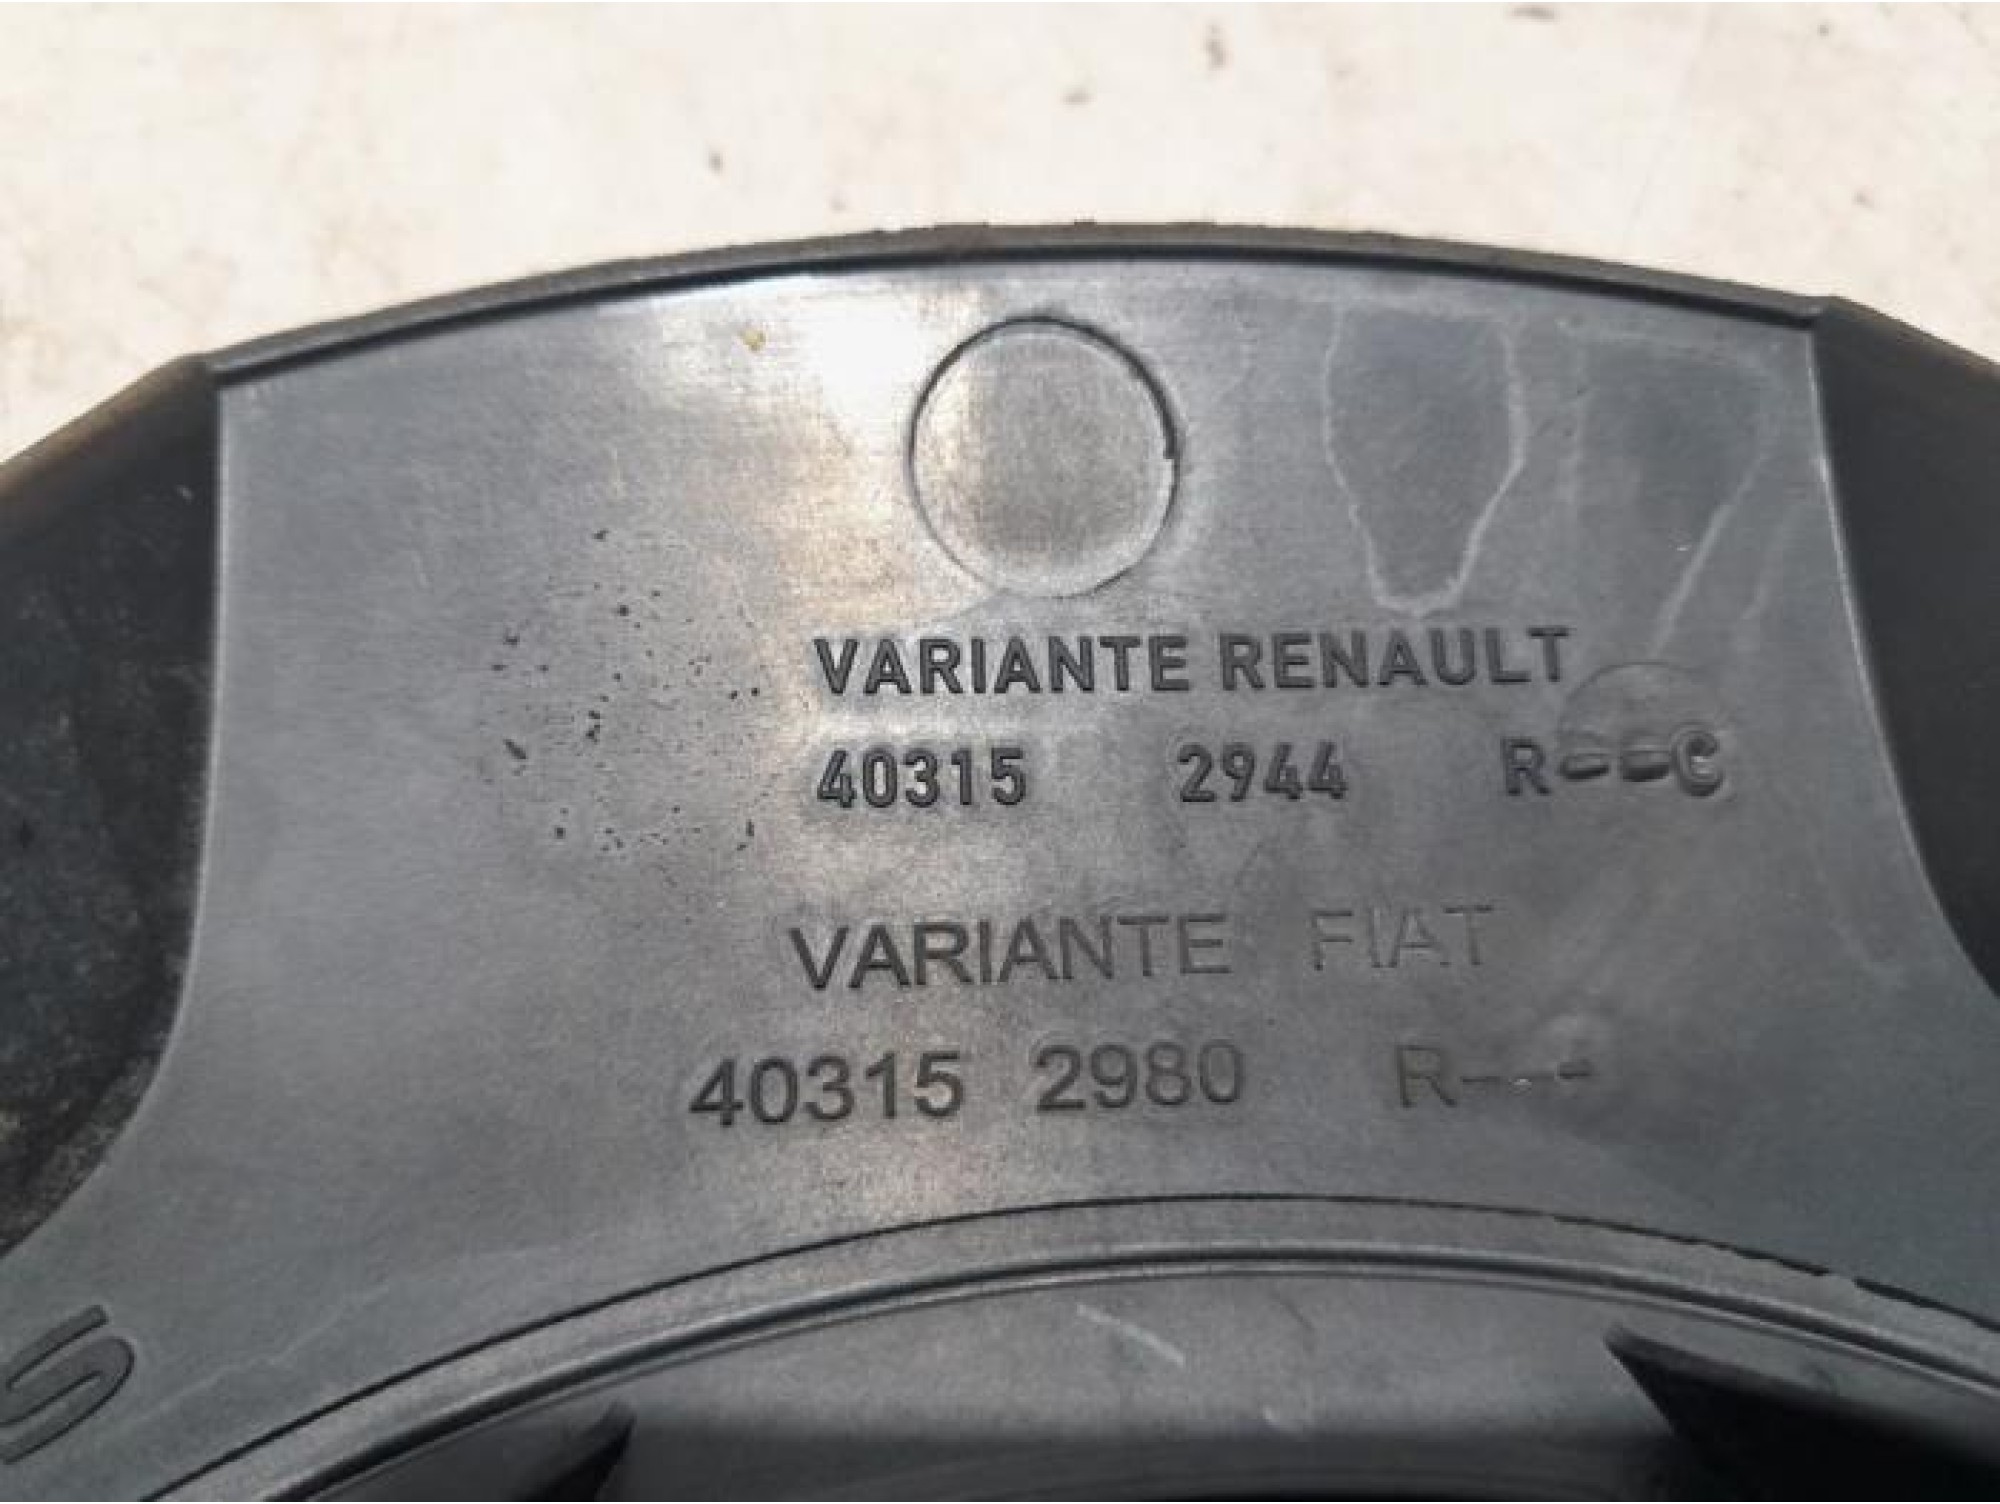 VARIANTE RENAULT
40315 2944 R---C
VARIANTE FIAT
40315 2980 R---
S